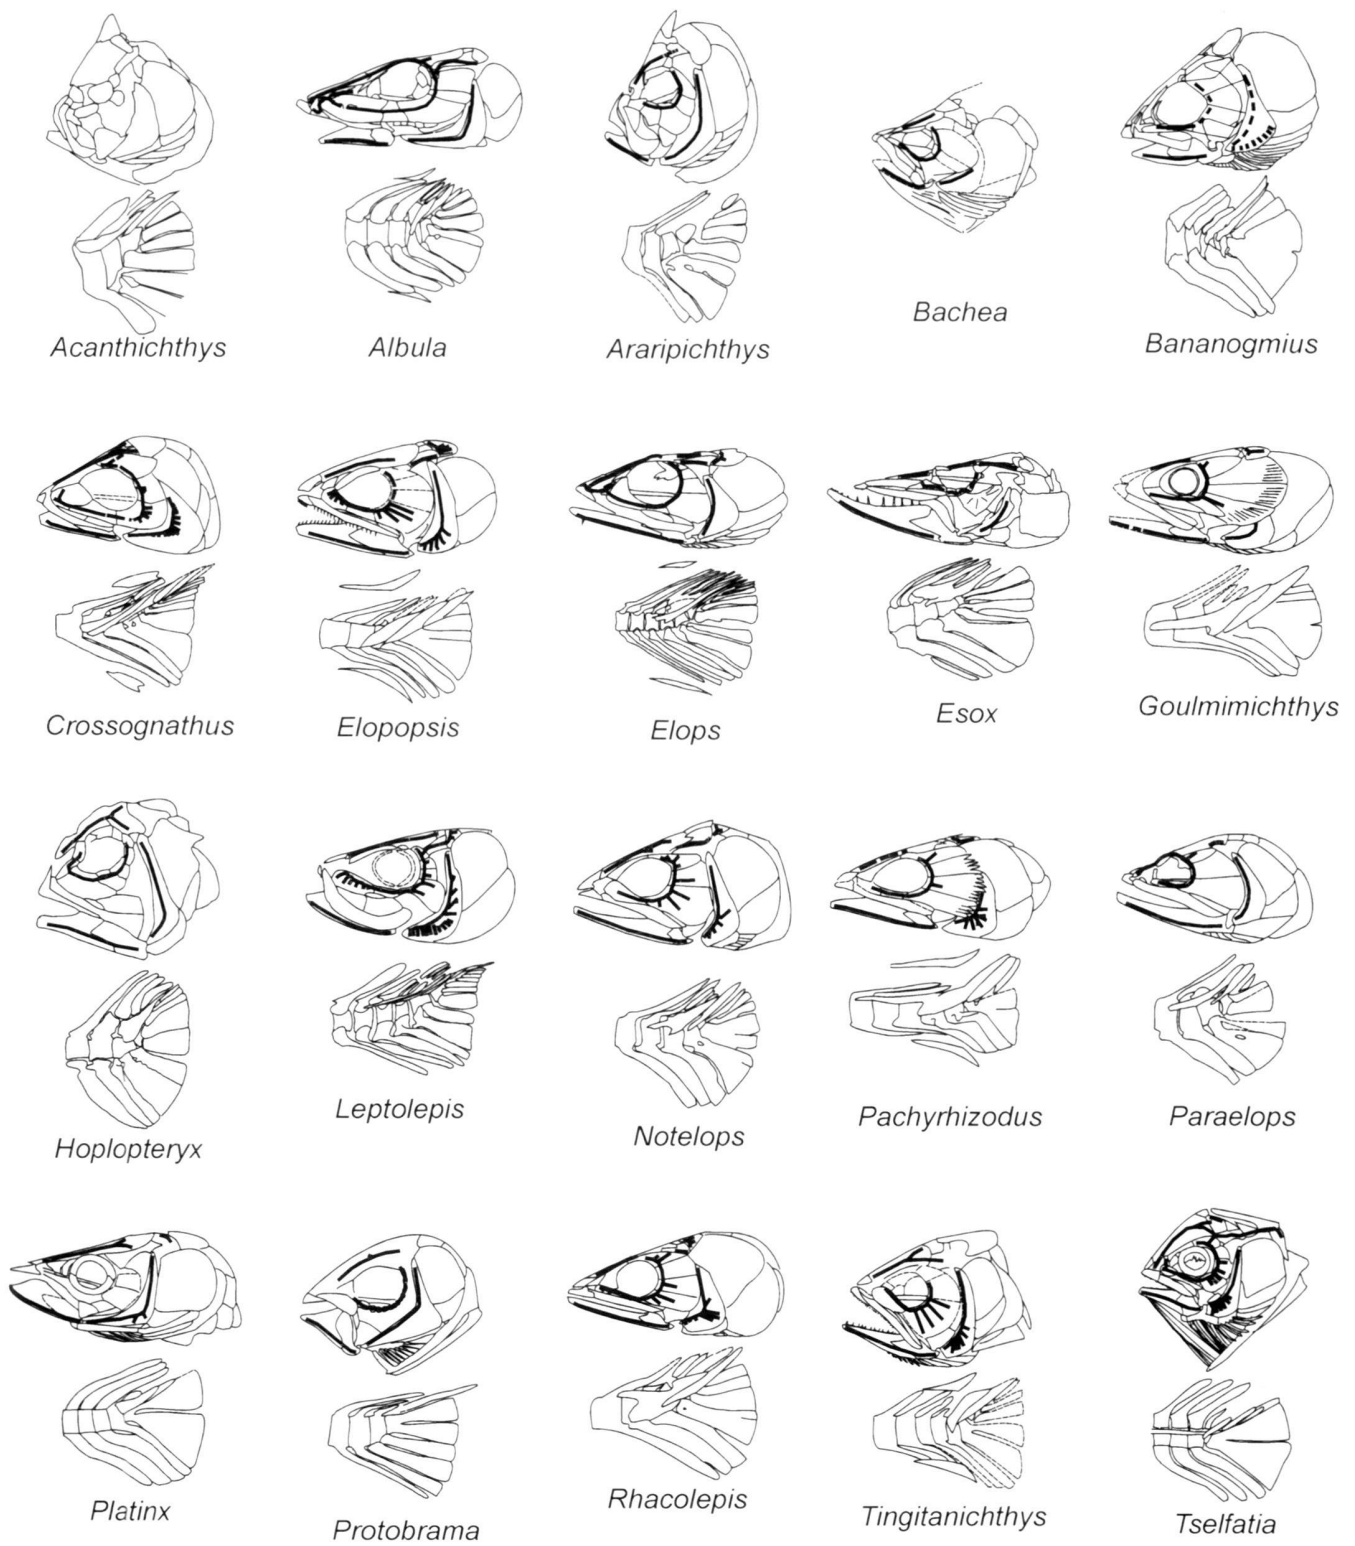 Acanthichthys
Albula
Araripichthys
Bachea
Bananogmius
Crossognathus
Elopopsis
Elops
Esox
Goulmimichthys
Hoplopteryx
Leptolepis
Notelops
Pachyrhizodus
Paraelops
Platinx
Protobrama
Rhacolepis
Tingitanichthys
Tselfatia